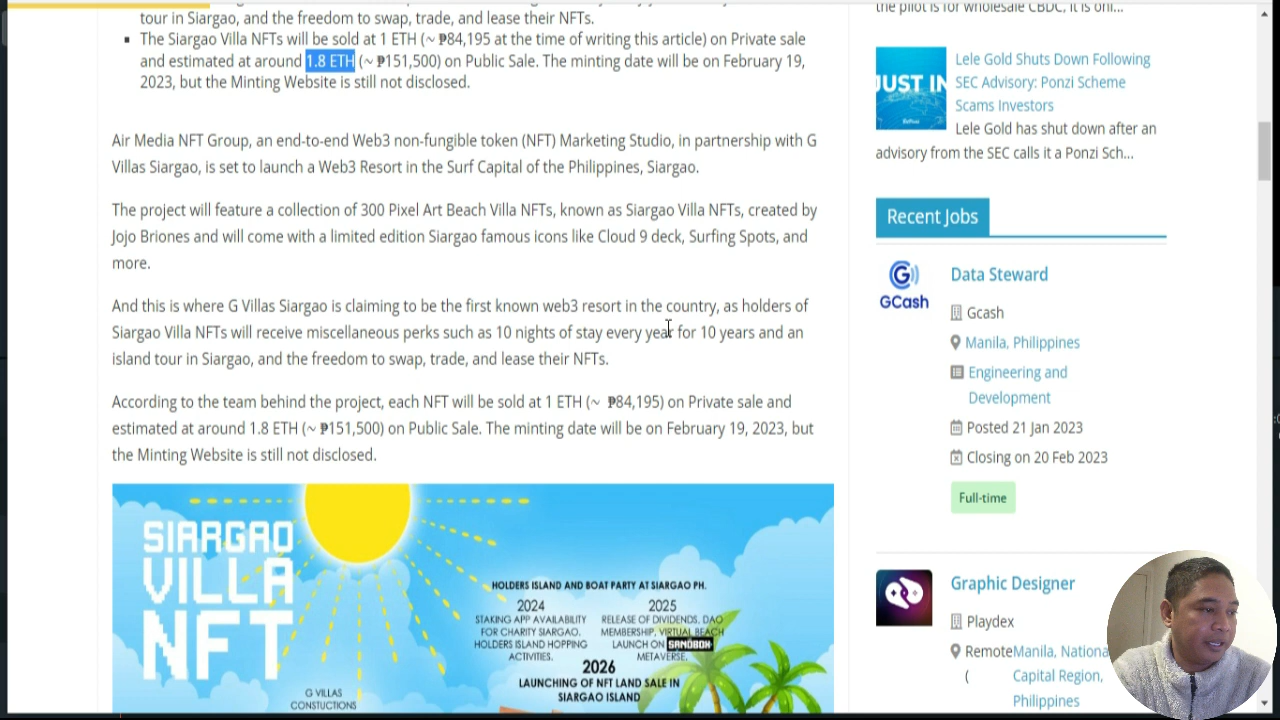 tour in Siargao, and the freedom to swap, trade, and lease their NFTs.
▪ The Siargao Villa NFTs will be sold at 1 ETH (~ ₱84,195 at the time of writing this article) on Private sale
and estimated at around 1.8 ETH (~ ₱151,500) on Public Sale. The minting date will be on February 19,
2023, but the Minting Website is still not disclosed.
Air Media NFT Group, an end-to-end Web3 non-fungible token (NFT) Marketing Studio, in partnership with G
Villas Siargao, is set to launch a Web3 Resort in the Surf Capital of the Philippines, Siargao.
The project will feature a collection of 300 Pixel Art Beach Villa NFTs, known as Siargao Villa NFTs, created by
Jojo Briones and will come with a limited edition Siargao famous icons like Cloud 9 deck, Surfing Spots, and
more.
And this is where G Villas Siargao is claiming to be the first known web3 resort in the country, as holders of
Siargao Villa NFTs will receive miscellaneous perks such as 10 nights of stay every year for 10 years and an
island tour in Siargao, and the freedom to swap, trade, and lease their NFTs.
According to the team behind the project, each NFT will be sold at 1 ETH (~ ₱84,195) on Private sale and
estimated at around 1.8 ETH (~ ₱151,500) on Public Sale. The minting date will be on February 19, 2023, but
the Minting Website is still not disclosed.
SIARGAO
VILLA
NFT
HOLDERS ISLAND AND BOAT PARTY AT SIARGAO PH.
2024
STAKING APP AVAILABILITY
FOR CHARITY SIARGAO.
HOLDERS ISLAND HOPPING
ACTIVITIES.
2025
RELEASE OF DIVIDENDS, DAO
MEMBERSHIP, VIRTUAL BEACH
LAUNCH ON SANDBOX
METAVERSE.
2026
LAUNCHING OF NFT LAND SALE IN
SIARGAO ISLAND
G VILLAS
CONSTUCTIONS
the pilot is for wholesale CBDC, it is onl...
JUST IN
Lele Gold Shuts Down Following
SEC Advisory: Ponzi Scheme
Scams Investors
Lele Gold has shut down after an
advisory from the SEC calls it a Ponzi Sch...
Recent Jobs
GCash
Data Steward
Gcash
Manila, Philippines
Engineering and
Development
Posted 21 Jan 2023
Closing on 20 Feb 2023
Full-time
Graphic Designer
Playdex
Remote Manila, Nationa
( Capital Region,
Philippines